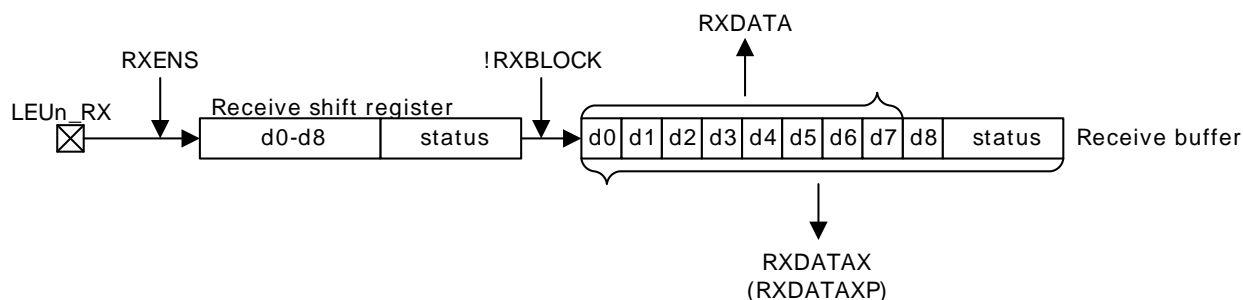 RXDATA
RXENS
!RXBLOCK
LEUn_RX
Receive shift register
d0-d8 status
d0 d1 d2 d3 d4 d5 d6 d7 d8 status
Receive buffer
RXDATAX
(RXDATAXP)